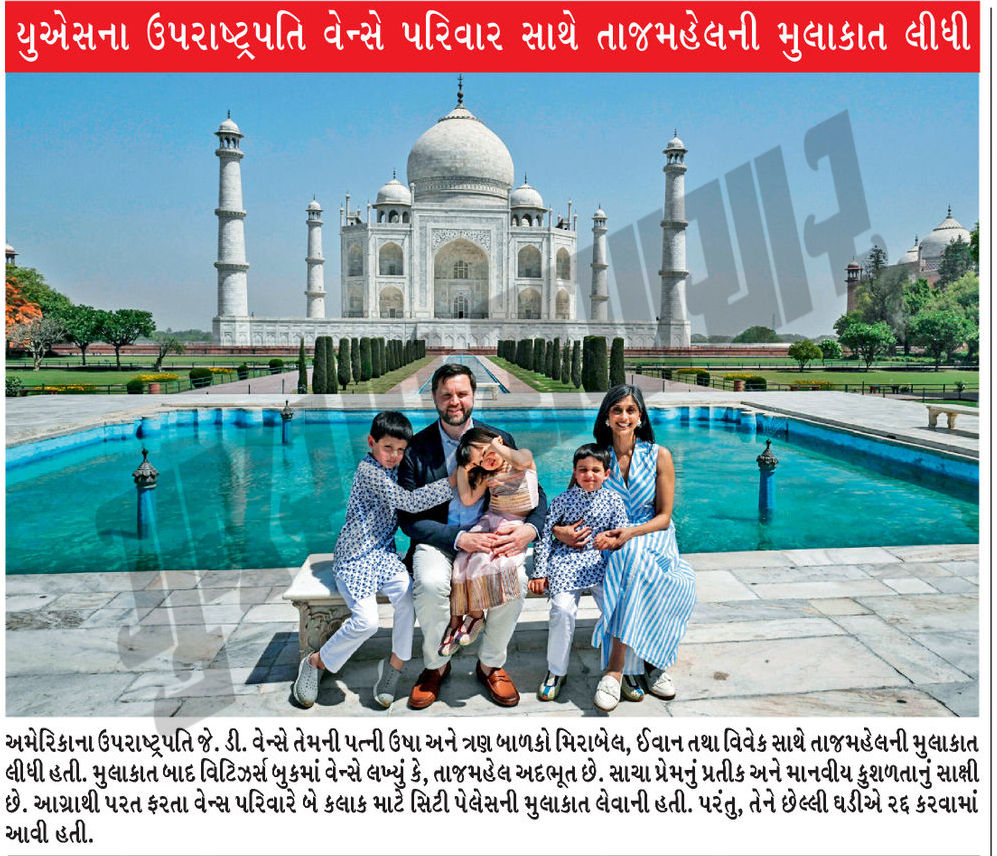 યુએસના ઉપરાષ્ટ્રપતિ વેન્સે પરિવાર સાથે તાજમહેલની મુલાકાત લીધી
અમેરિકાના ઉપરાષ્ટ્રપતિ જે. ડી. વેન્સે તેમની પત્ની ઉષા અને ત્રણ બાળકો મિરાબેલ, ઈવાન તથા વિવેક સાથે તાજમહેલની મુલાકાત
લીધી હતી. મુલાકાત બાદ વિટિઝર્સ બુકમાં વેન્સે લખ્યું કે, તાજમહેલ અદભૂત છે. સાચા પ્રેમનું પ્રતીક અને માનવીય કુશળતાનું સાક્ષી
છે. આગ્રાથી પરત ફરતા વેન્સ પરિવારે બે કલાક માટે સિટી પેલેસની મુલાકાત લેવાની હતી. પરંતુ, તેને છેલ્લી ઘડીએ રદ્દ કરવામાં
આવી હતી.